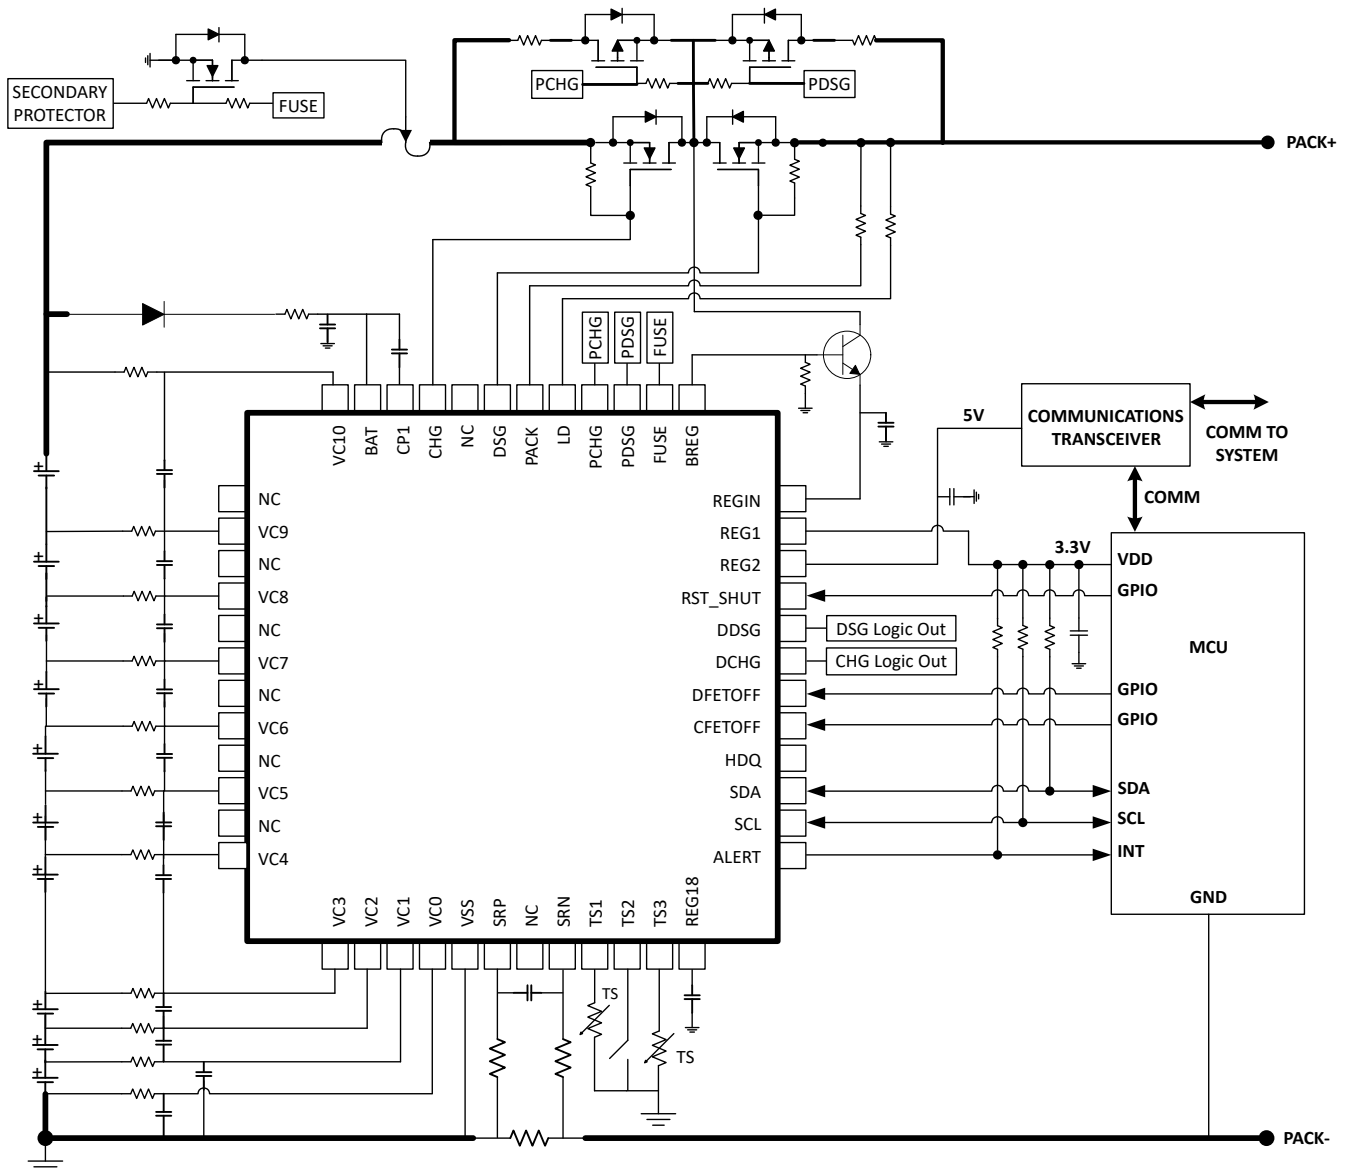 SECONDARY
PROTECTOR
FUSE
PCHG
PDSG
PACK+
PCHG
PDSG
FUSE
VC10
BAT
CP1
CHG
NC
DSG
PACK
LD
PCHG
PDSG
FUSE
BREG
5V
COMMUNICATIONS
TRANSCEIVER
COMM TO
SYSTEM
COMM
NC
VC9
NC
VC8
NC
VC7
NC
VC6
NC
VC5
NC
VC4
REGIN
REG1
REG2
RST_SHUT
DDSG
DCHG
DFETOFF
CFETOFF
HDQ
SDA
SCL
ALERT
DSG Logic Out
CHG Logic Out
3.3V
VDD
GPIO
MCU
GPIO
GPIO
SDA
SCL
INT
GND
VC3
VC2
VC1
VC0
VSS
SRP
NC
SRN
TS1
TS2
TS3
REG18
TS
TS
+
+
+
+
+
+
+
+
+
+
PACK-